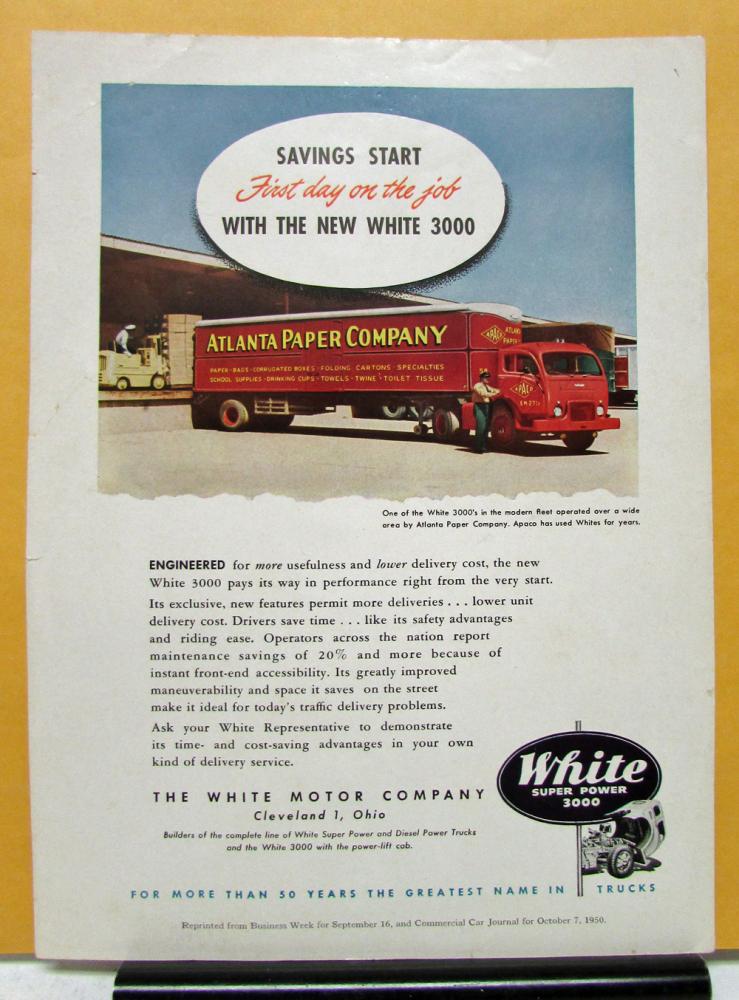 SAVINGS START
First day on the job
WITH THE NEW WHITE 3000
ATLANTA PAPER COMPANY
PAPER · BAGS · CORRUGATED BOXES · FOLDING CARTONS · SPECIALTIES
SCHOOL SUPPLIES · DRINKING CUPS · TOWELS · TWINE · TOILET TISSUE
APACO
ATLANTA
PAPER
58
APACO
One of the White 3000's in the modern fleet operated over a wide
area by Atlanta Paper Company. Apaco has used Whites for years.
ENGINEERED for more usefulness and lower delivery cost, the new
White 3000 pays its way in performance right from the very start.
Its exclusive, new features permit more deliveries . . . lower unit
delivery cost. Drivers save time . . . like its safety advantages
and riding ease. Operators across the nation report
maintenance savings of 20% and more because of
instant front-end accessibility. Its greatly improved
maneuverability and space it saves on the street
make it ideal for today's traffic delivery problems.
Ask your White Representative to demonstrate
its time- and cost-saving advantages in your own
kind of delivery service.
THE WHITE MOTOR COMPANY
Cleveland 1, Ohio
Builders of the complete line of White Super Power and Diesel Power Trucks
and the White 3000 with the power-lift cab.
White
SUPER POWER
3000
FOR MORE THAN 50 YEARS THE GREATEST NAME IN TRUCKS
Reprinted from Business Week for September 16, and Commercial Car Journal for October 7, 1950.